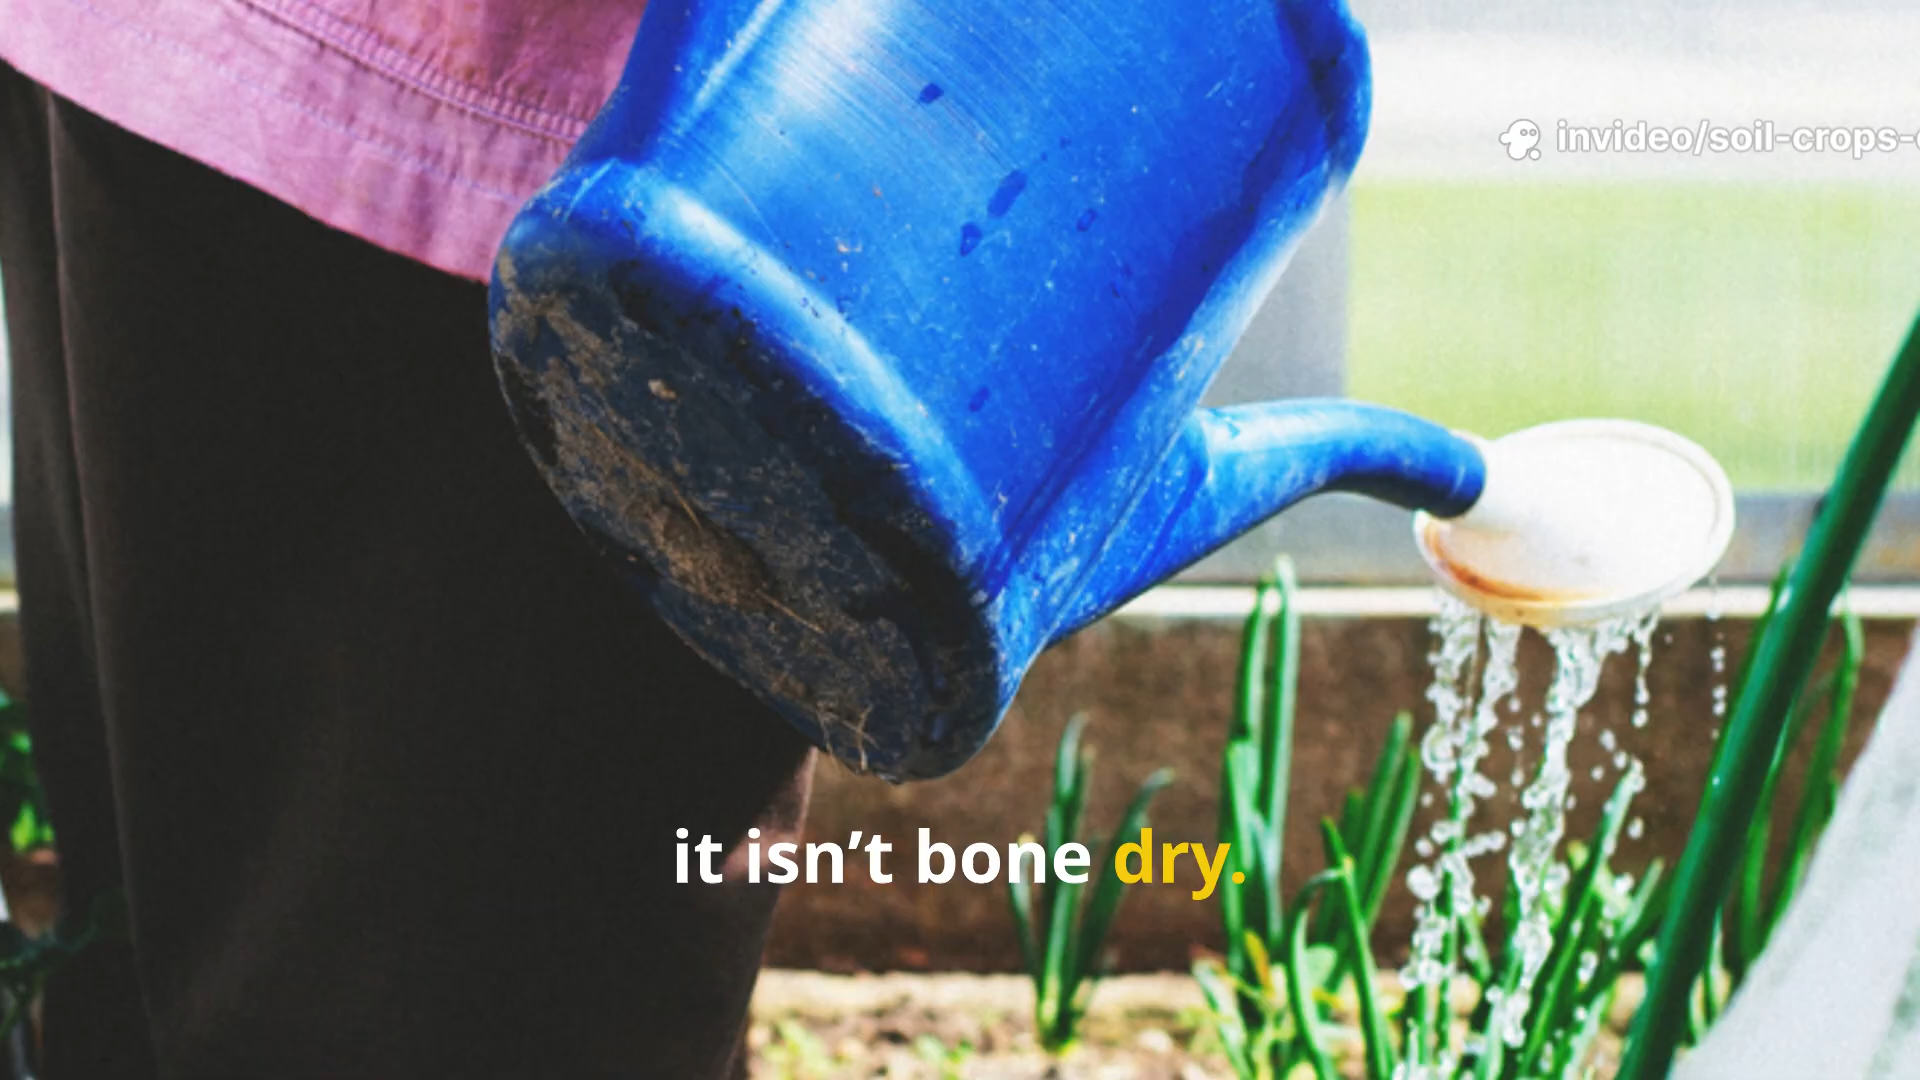 invideo/soil-crops-
it isn’t bone dry.